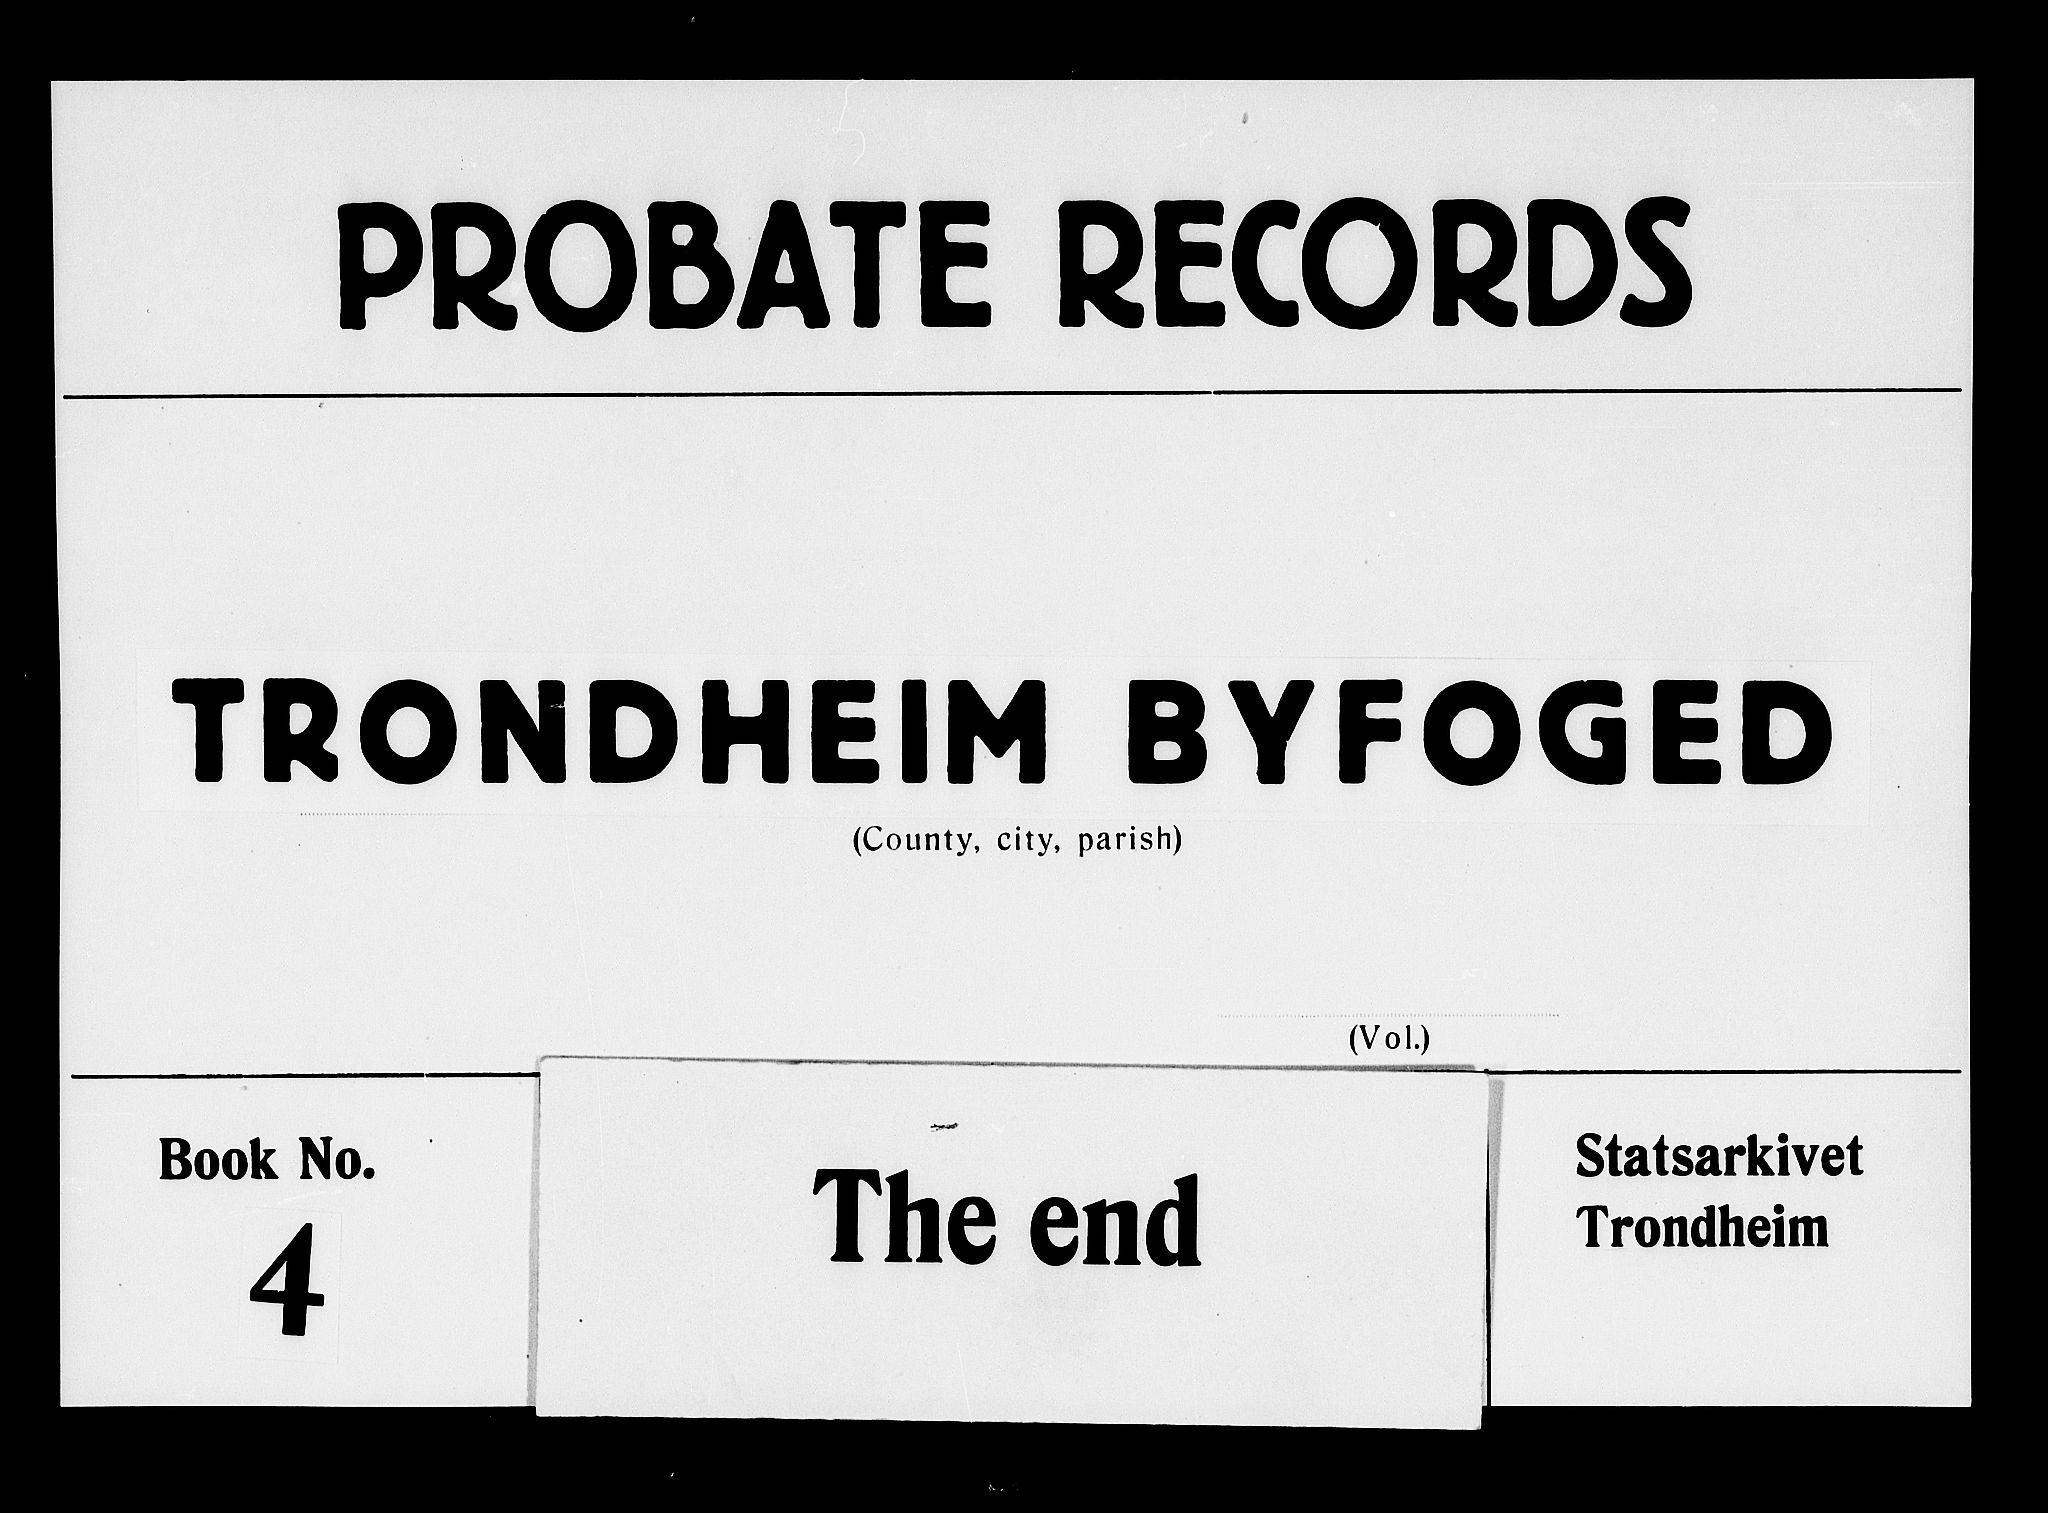 PROBATE RECORDS
TRONDHEIM BYFOGED
(County, city, parish)
(Vol.)
Book No.
4
The end
Statsarkivet
Trondheim